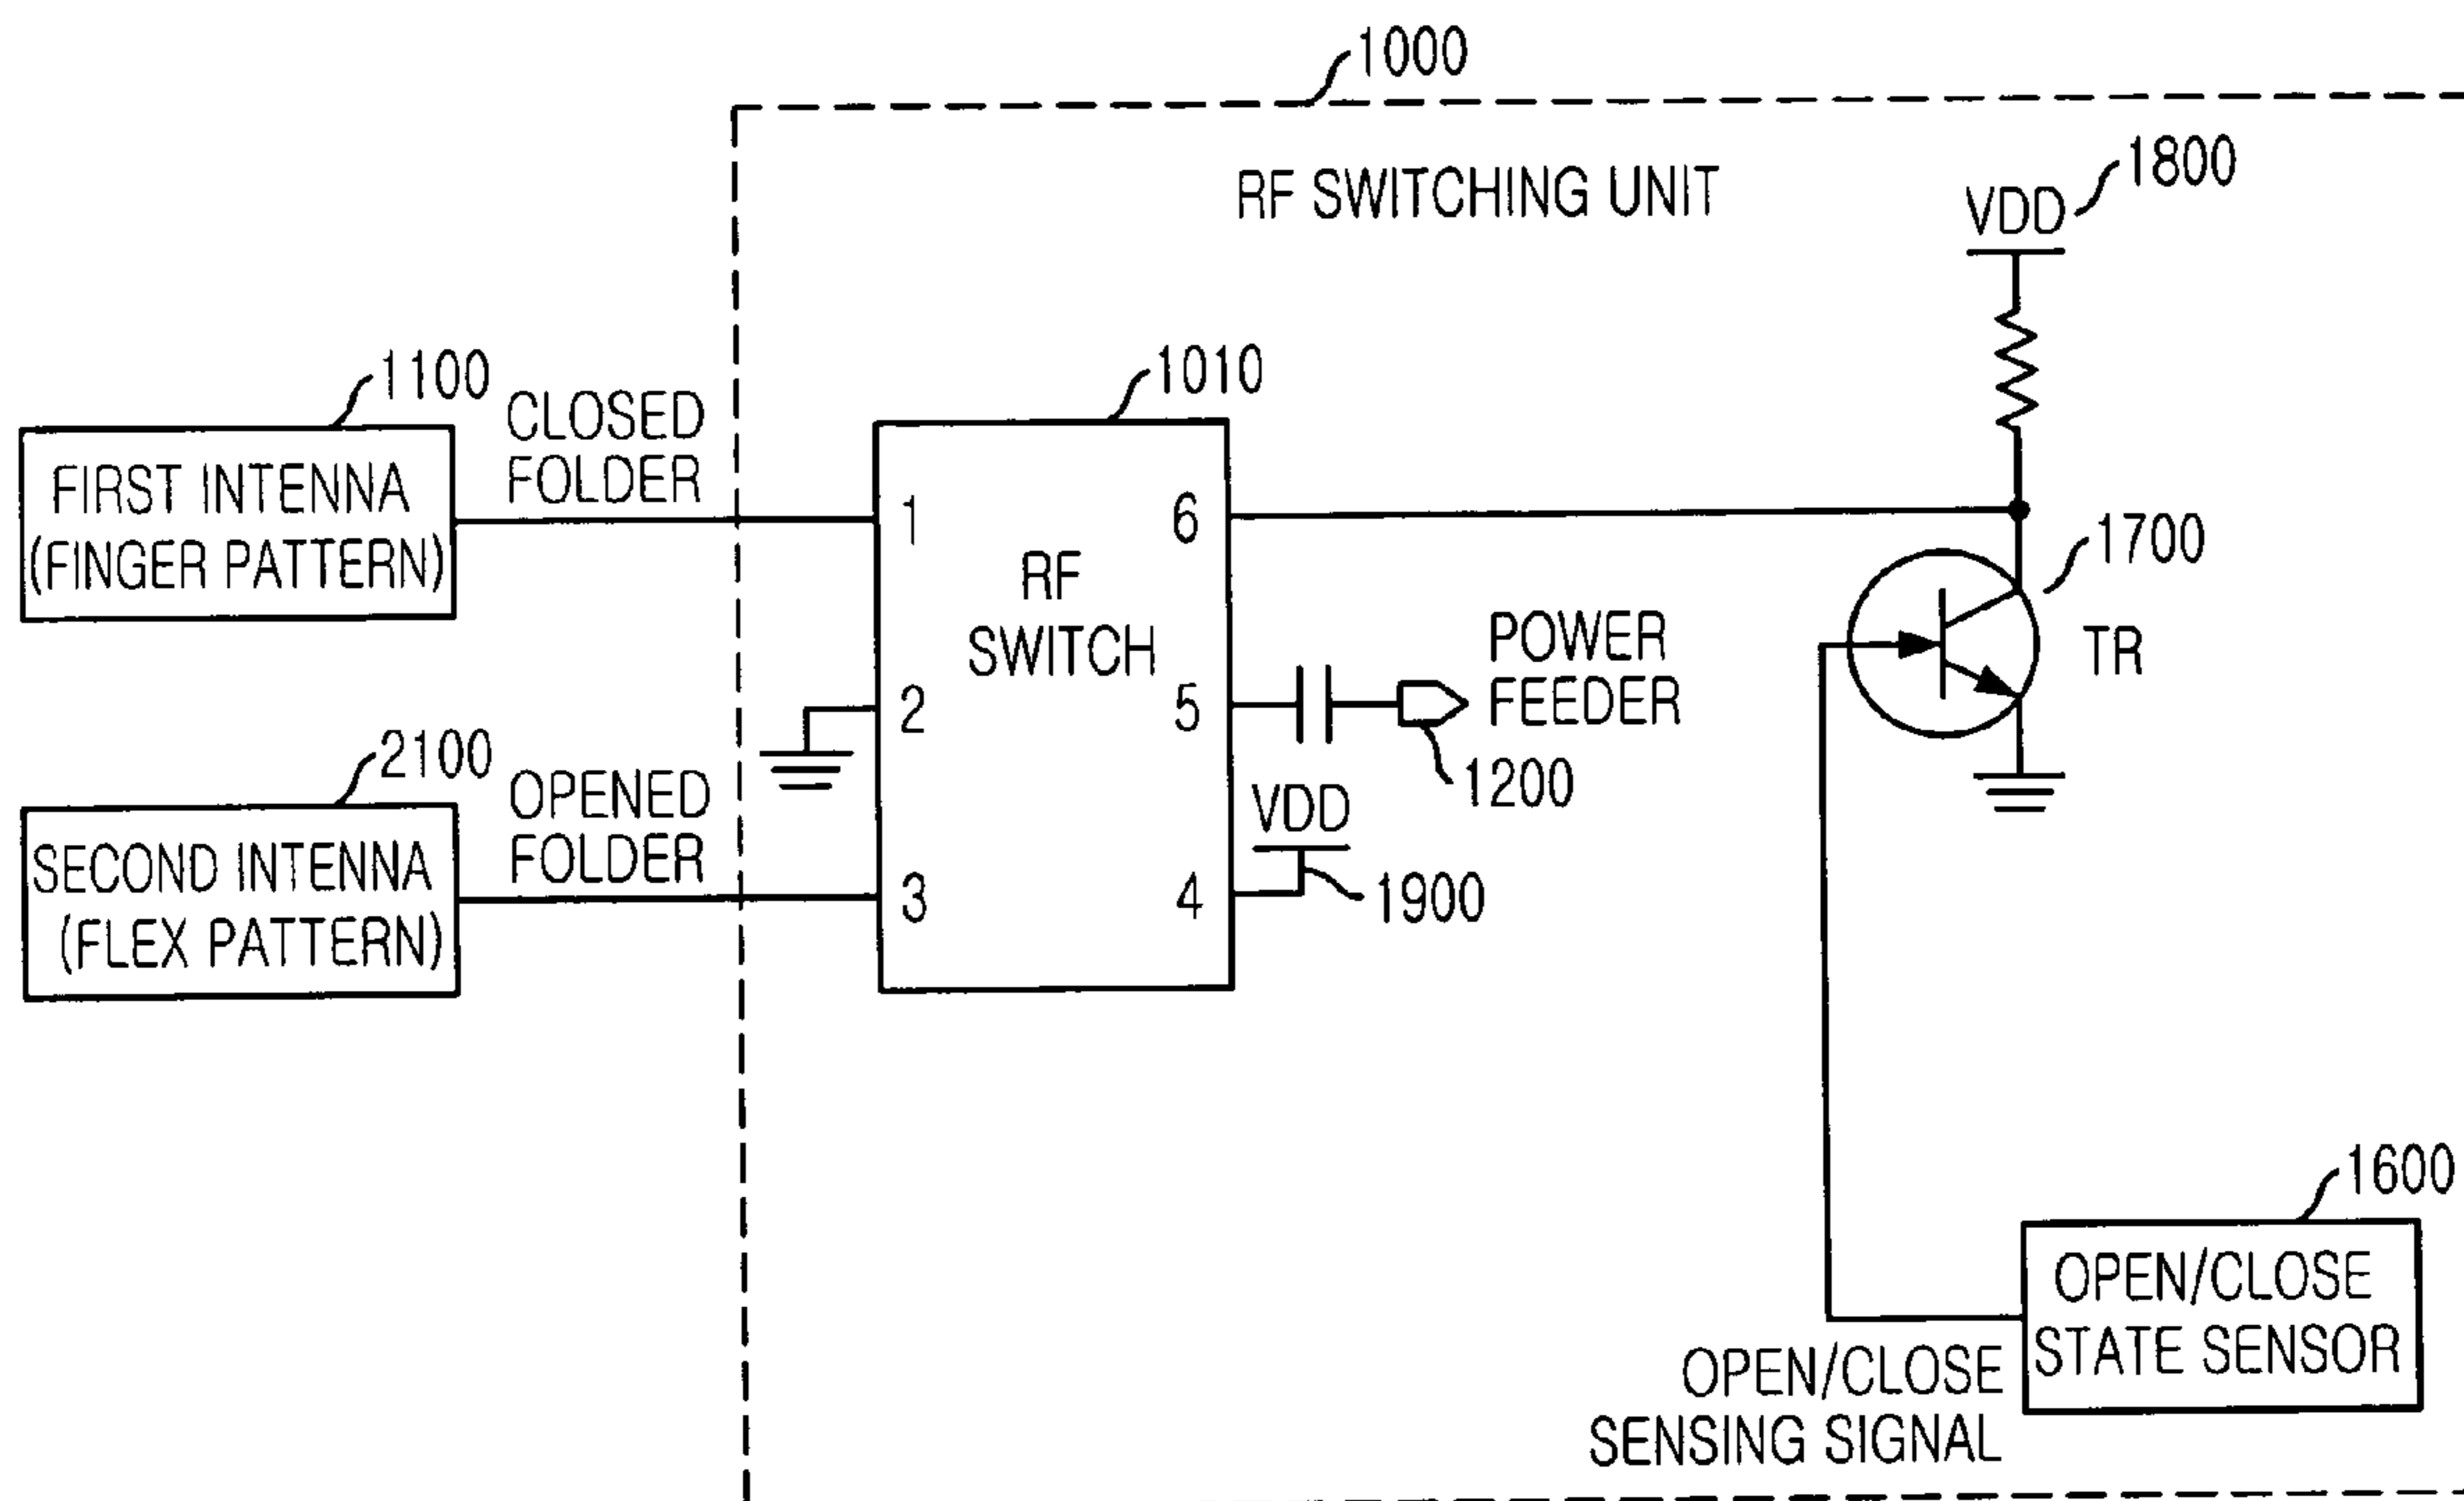 1000
RF SWITCHING UNIT
1800
VDD
1100
CLOSED
FOLDER
FIRST INTENNA
(FINGER PATTERN)
1010
1
6
RF
SWITCH
2
5
3
4
POWER
FEEDER
1200
VDD
1900
1700
TR
2100
OPENED
FOLDER
SECOND INTENNA
(FLEX PATTERN)
1600
OPEN/CLOSE
STATE SENSOR
OPEN/CLOSE
SENSING SIGNAL